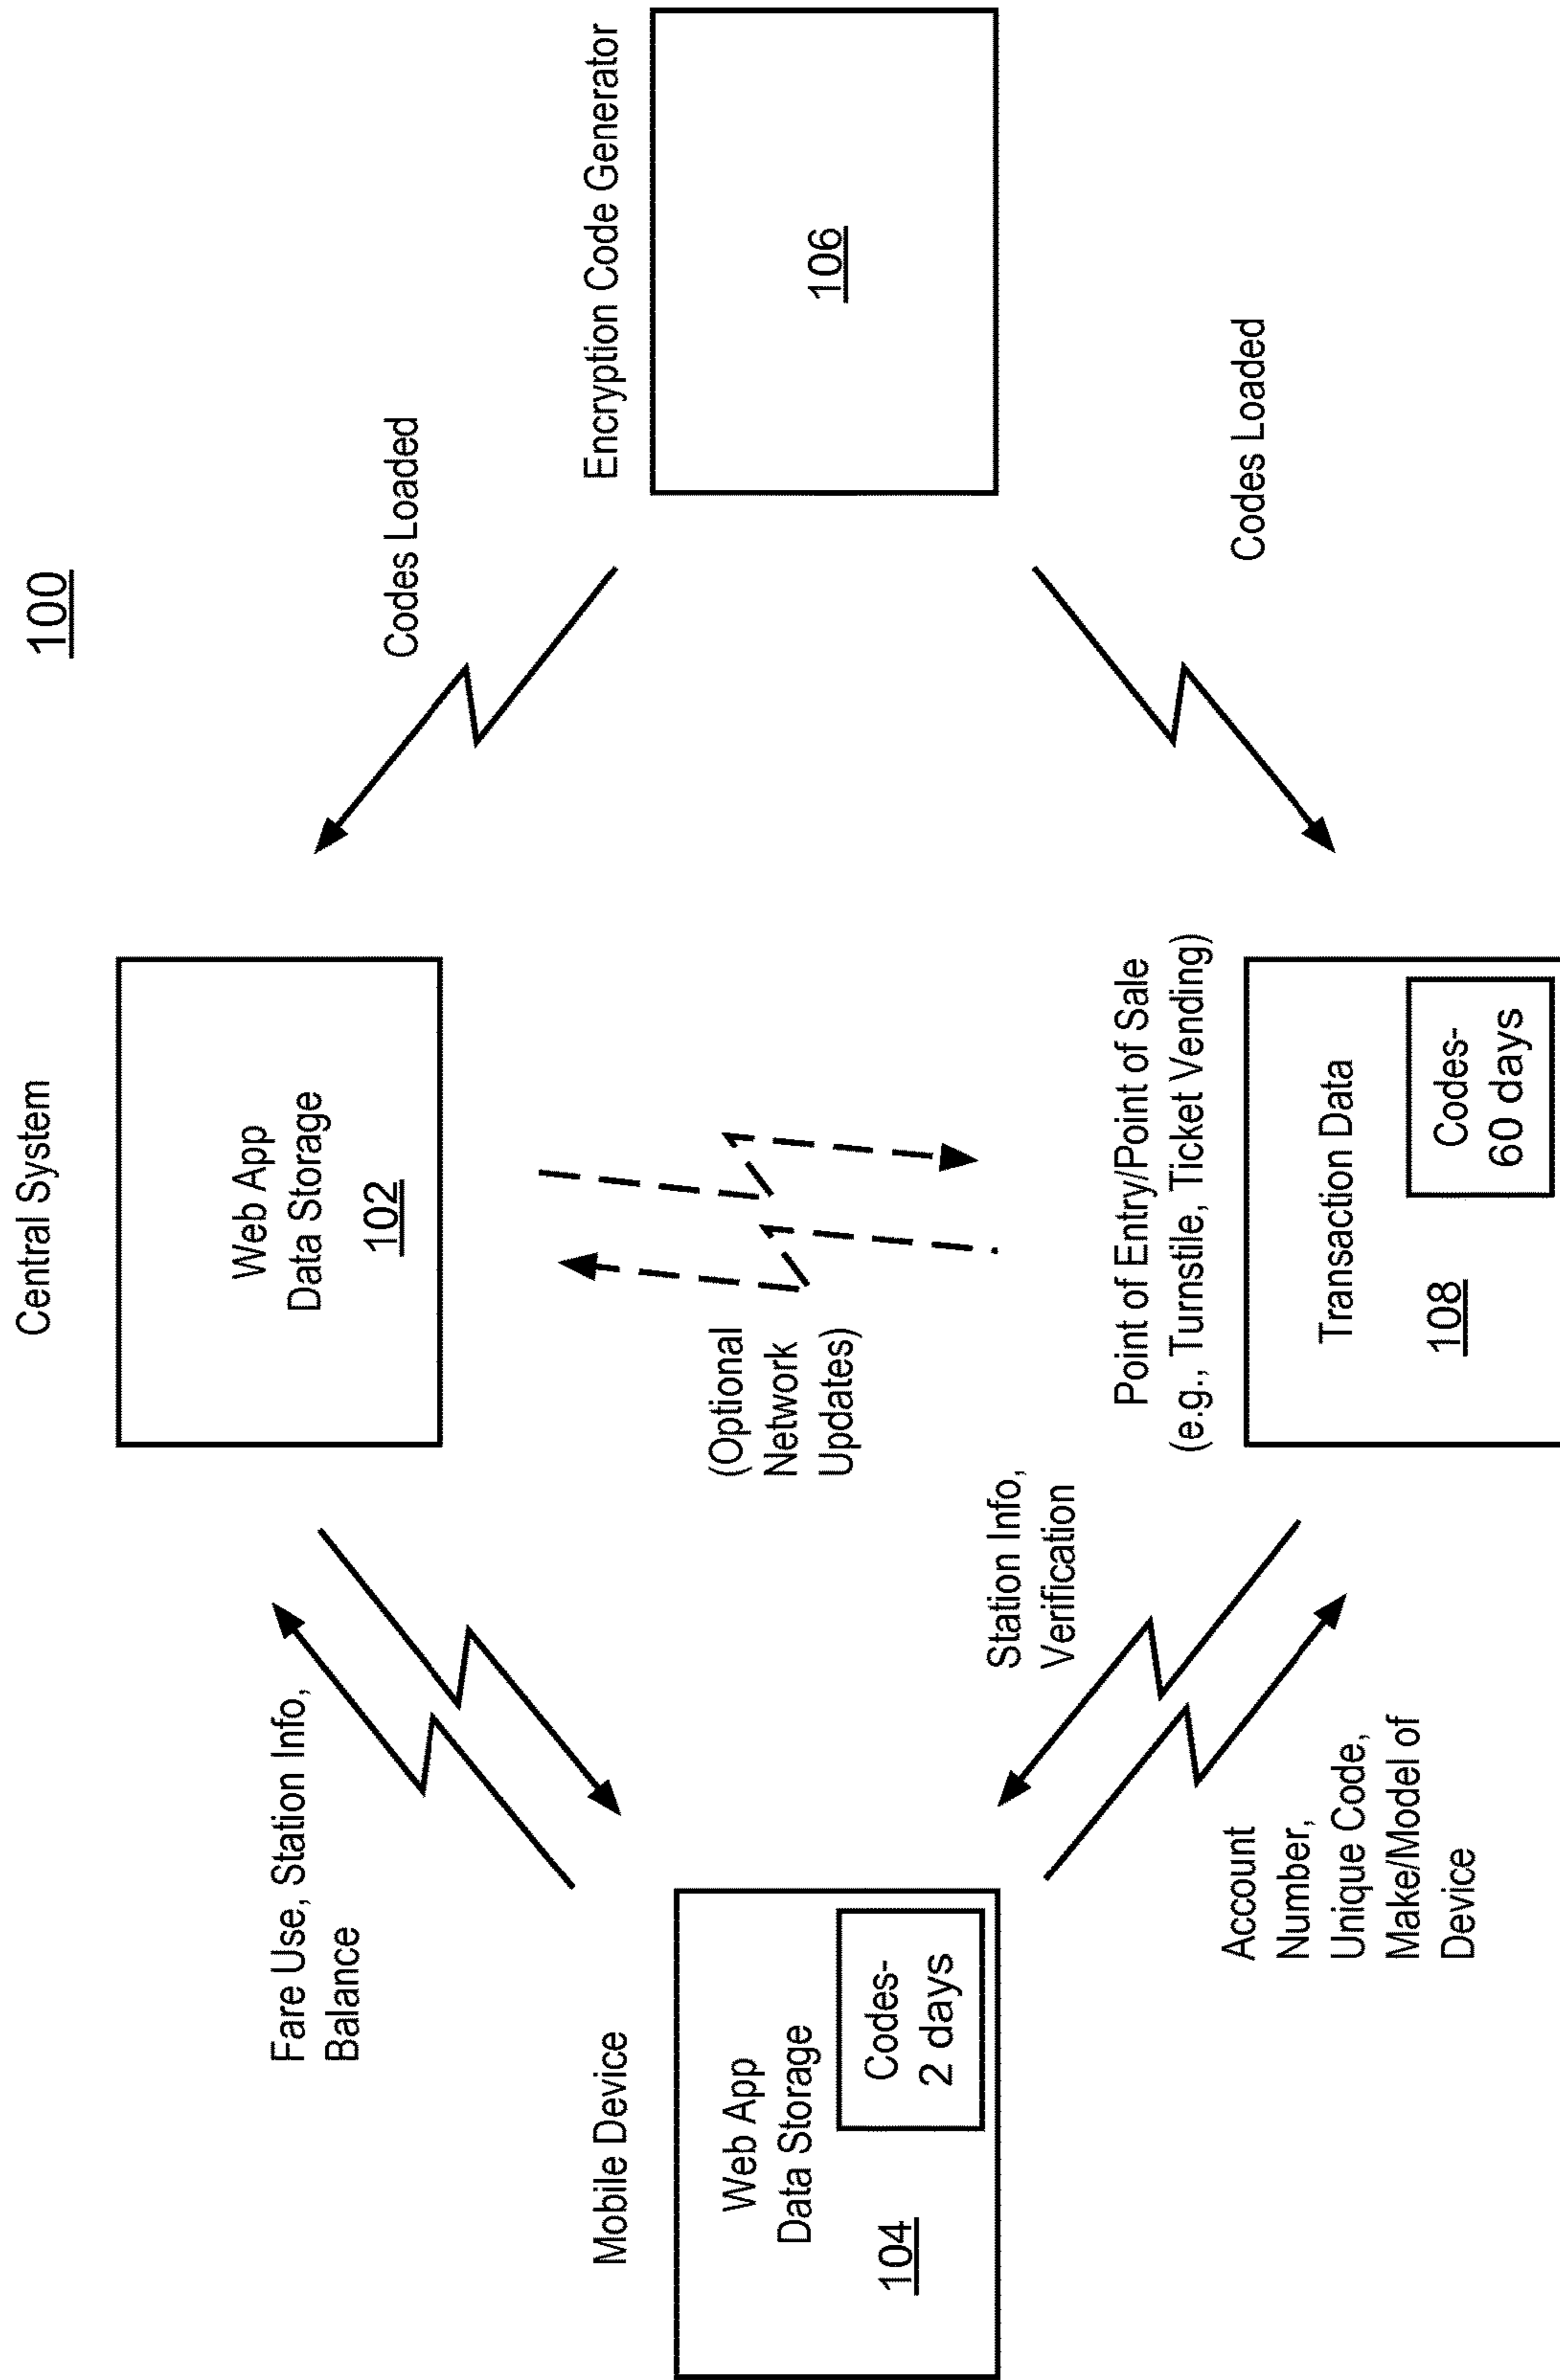 100
Central System
Web App
Data Storage
102
Codes Loaded
Fare Use, Station Info,
Balance
Encryption Code Generator
106
Mobile Device
Web App
Data Storage
104
Codes-
2 days
(Optional
Network
Updates)
Station Info,
Verification
Point of Entry/Point of Sale
(e.g., Turnstile, Ticket Vending)
Transaction Data
108
Codes-
60 days
Account
Number,
Unique Code,
Make/Model of
Device
Codes Loaded